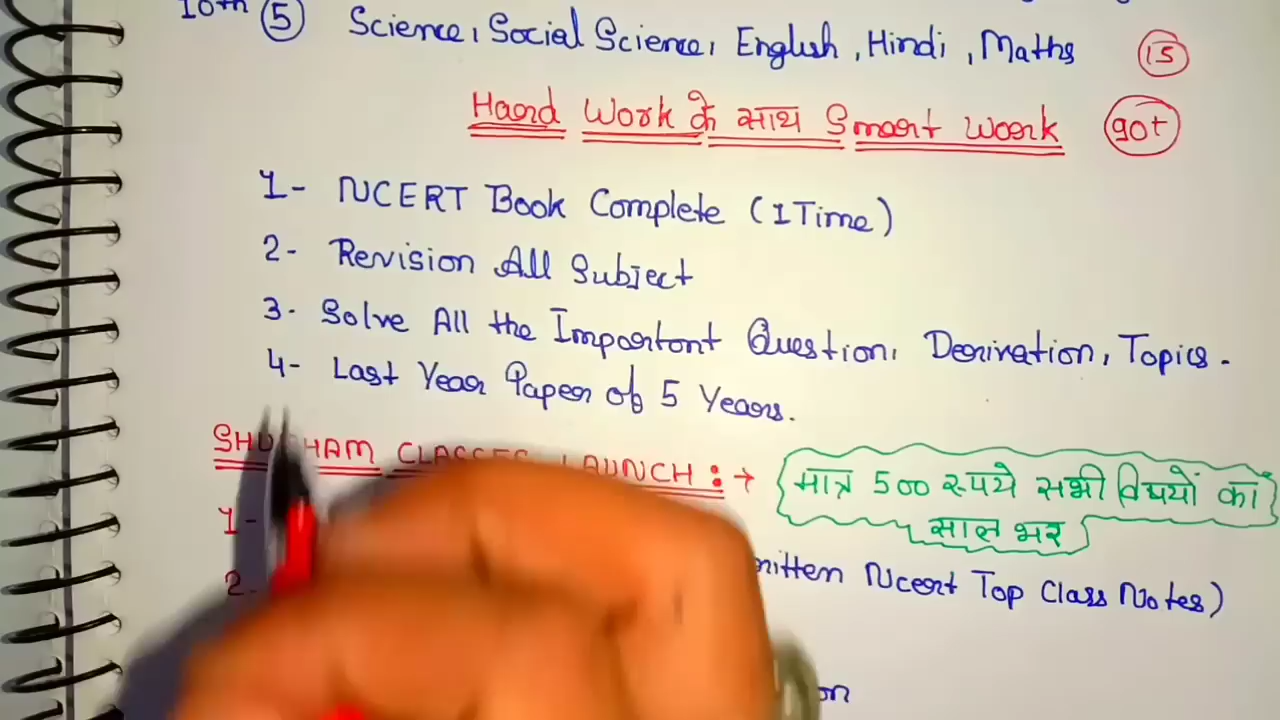 10th ⑤ Science, Social Science, English, Hindi, Maths ⑮
Hard Work के साथ Smart Work 90+
1- NCERT Book Complete (1Time)
2- Revision All Subject
3- Solve All the Important Question, Derivation, Topics.
4- Last Year Paper of 5 Years.
CLASSES LAUNCH :→ मात्र 500 रुपये सभी विषयों का
साल भर
1-
2- Ncert Top Class Notes)